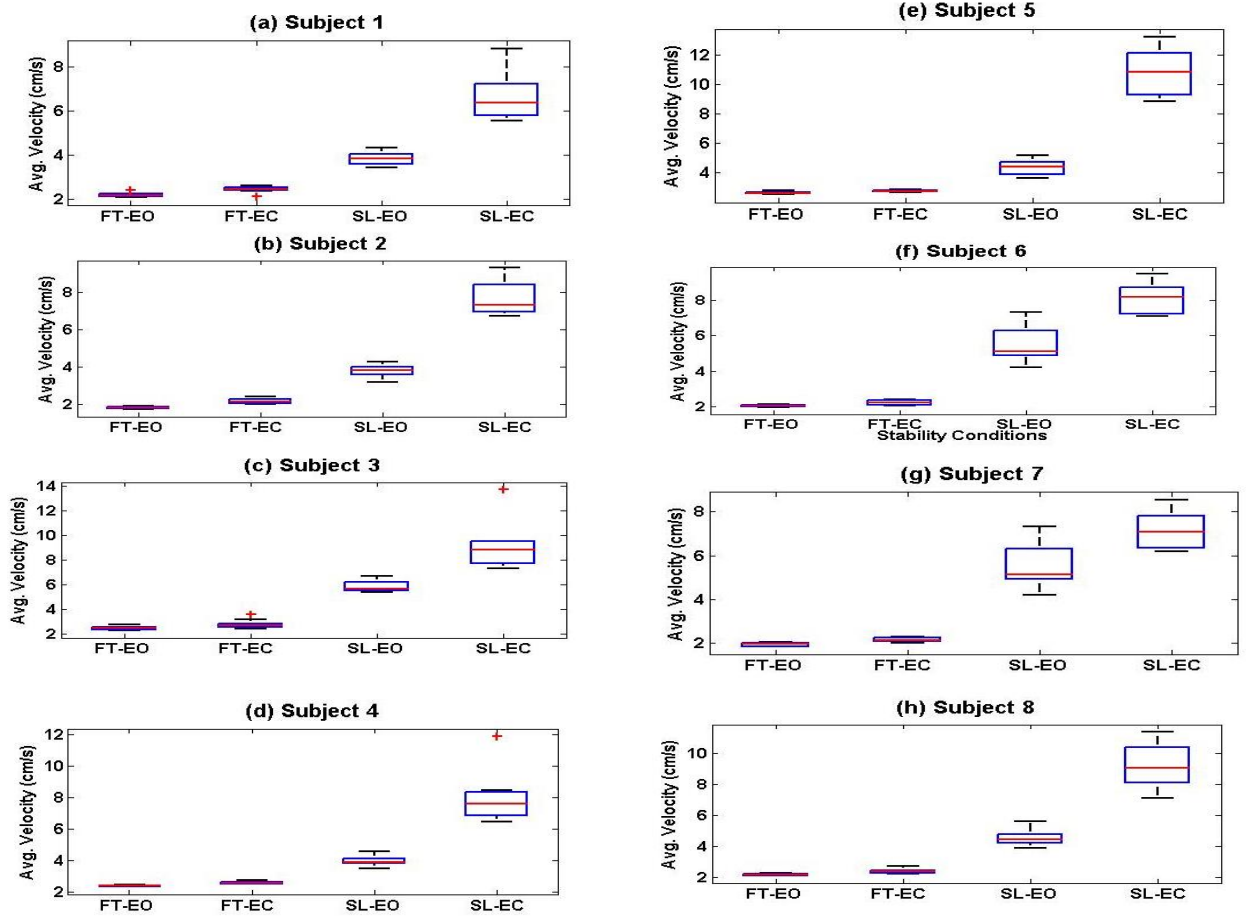 (a) Subject 1
Avg. Velocity (cm/s)
8
6
4
2
FT-EO FT-EC SL-EO SL-EC
(b) Subject 2
Avg. Velocity (cm/s)
8
6
4
2
FT-EO FT-EC SL-EO SL-EC
(c) Subject 3
Avg. Velocity (cm/s)
14
12
10
8
6
4
2
FT-EO FT-EC SL-EO SL-EC
(d) Subject 4
Avg. Velocity (cm/s)
12
10
8
6
4
2
FT-EO FT-EC SL-EO SL-EC
(e) Subject 5
Avg. Velocity (cm/s)
12
10
8
6
4
FT-EO FT-EC SL-EO SL-EC
(f) Subject 6
Avg. Velocity (cm/s)
8
6
4
2
FT-EO FT-EC SL-EO SL-EC
Stability Conditions
(g) Subject 7
Avg. Velocity (cm/s)
8
6
4
2
FT-EO FT-EC SL-EO SL-EC
(h) Subject 8
Avg. Velocity (cm/s)
10
8
6
4
2
FT-EO FT-EC SL-EO SL-EC